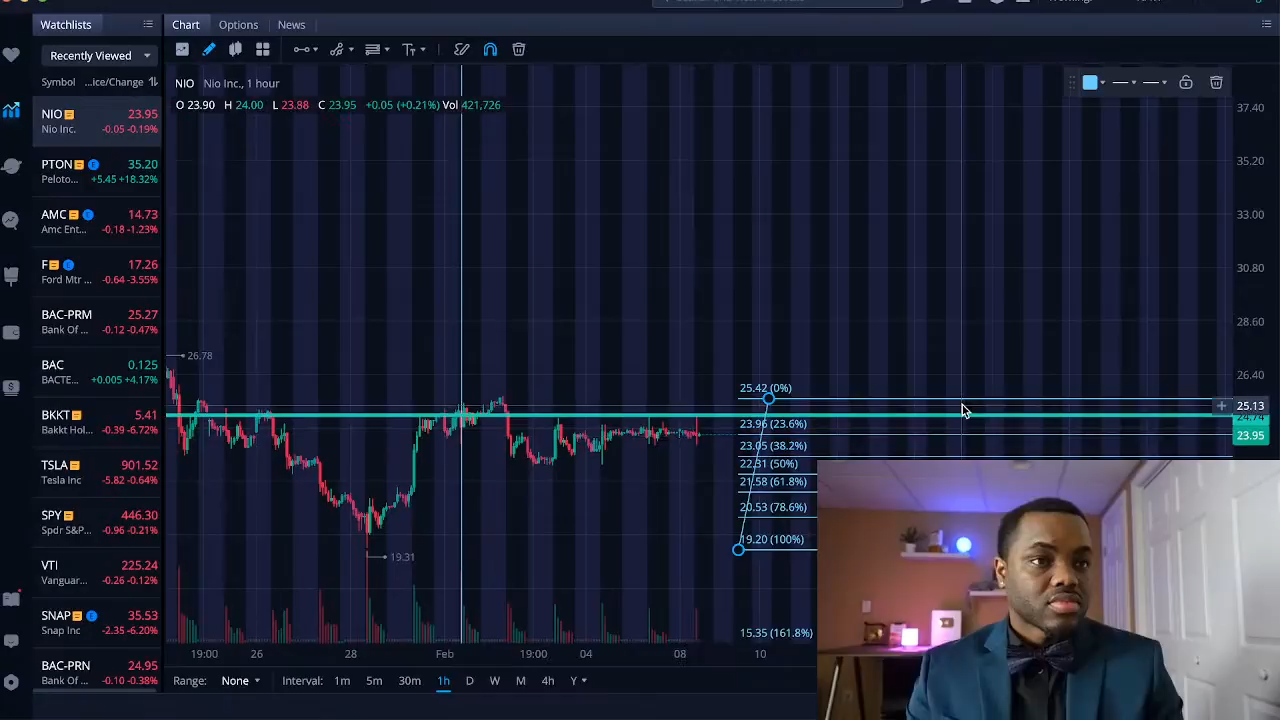 Watchlists
Chart
Options
News
Recently Viewed
Symbol ...ice/Change
NIO 23.95
Nio Inc. -0.05 -0.19%
PTON E 35.20
Peloto... +5.45 +18.32%
AMC E 14.73
Amc Ent... -0.18 -1.23%
F E 17.26
Ford Mtr ... -0.64 -3.55%
BAC-PRM 25.27
Bank Of ... -0.12 -0.47%
BAC 0.125
BACTE... +0.005 +4.17%
BKKT 5.41
Bakkt Hol... -0.39 -6.72%
TSLA 901.52
Tesla Inc -5.82 -0.64%
SPY 446.30
Spdr S&P... -0.96 -0.21%
VTI 225.24
Vanguar... -0.26 -0.12%
SNAP E 35.53
Snap Inc -2.35 -6.20%
BAC-PRN 24.95
Bank Of ... -0.10 -0.38%
NIO Nio Inc., 1 hour
O 23.90 H 24.00 L 23.88 C 23.95 +0.05 (+0.21%) Vol 421,726
26.78
19.31
25.42 (0%)
23.96 (23.6%)
23.05 (38.2%)
22.31 (50%)
21.58 (61.8%)
20.53 (78.6%)
19.20 (100%)
15.35 (161.8%)
37.40
35.20
33.00
30.80
28.60
26.40
25.13
23.95
19:00 26 28 Feb 19:00 04 08 10
Range: None Interval: 1m 5m 30m 1h D W M 4h Y